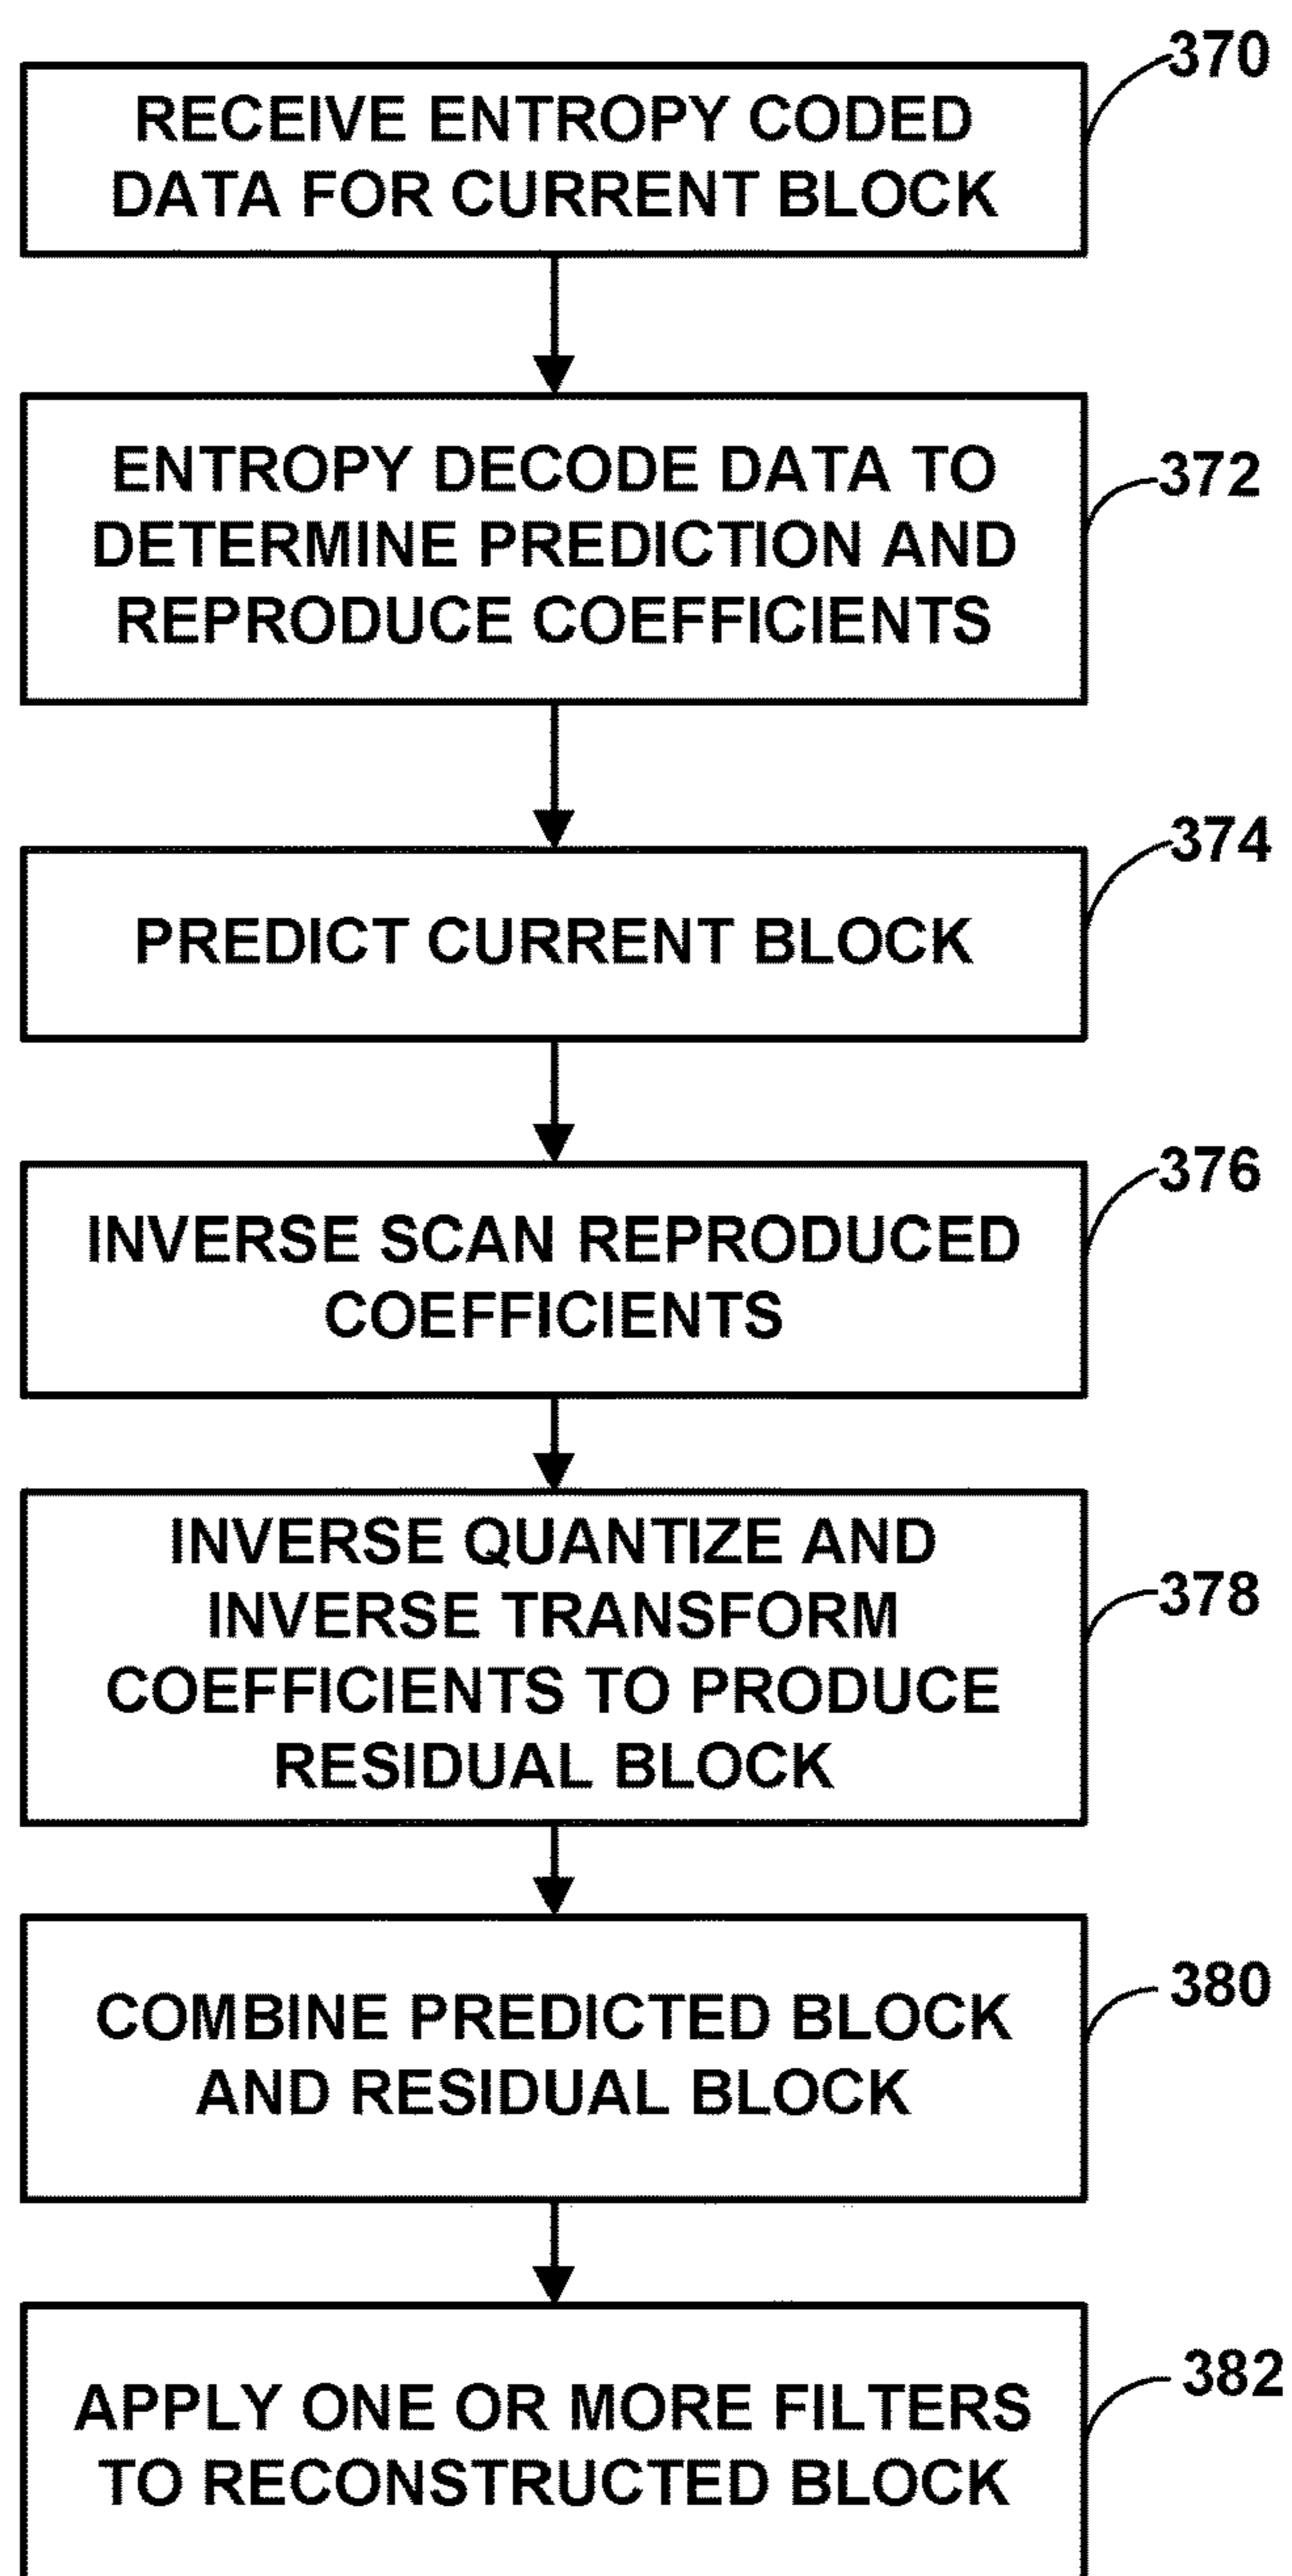 370
RECEIVE ENTROPY CODED
DATA FOR CURRENT BLOCK
372
ENTROPY DECODE DATA TO
DETERMINE PREDICTION AND
REPRODUCE COEFFICIENTS
374
PREDICT CURRENT BLOCK
376
INVERSE SCAN REPRODUCED
COEFFICIENTS
378
INVERSE QUANTIZE AND
INVERSE TRANSFORM
COEFFICIENTS TO PRODUCE
RESIDUAL BLOCK
380
COMBINE PREDICTED BLOCK
AND RESIDUAL BLOCK
382
APPLY ONE OR MORE FILTERS
TO RECONSTRUCTED BLOCK